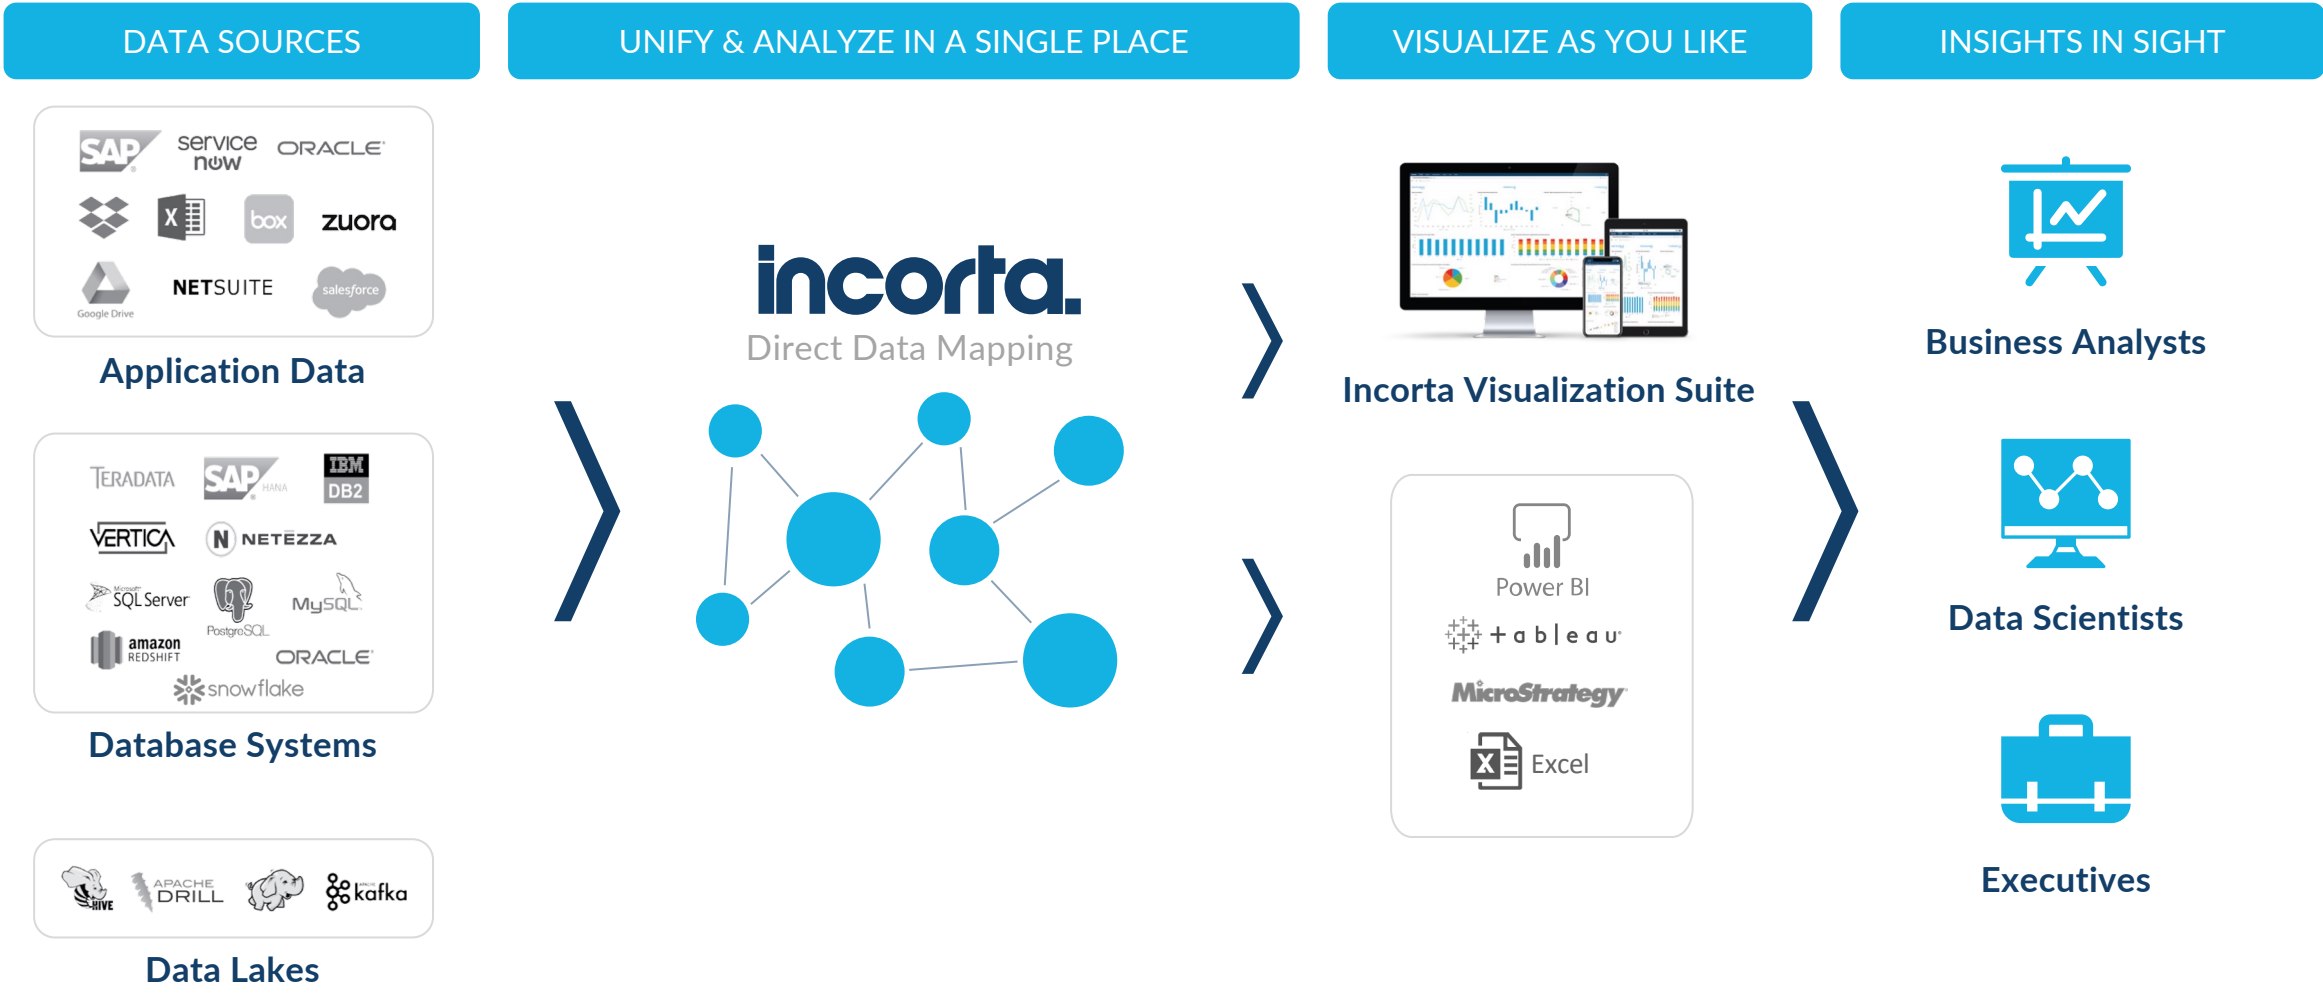 DATA SOURCES
UNIFY & ANALYZE IN A SINGLE PLACE
VISUALIZE AS YOU LIKE
INSIGHTS IN SIGHT
SAP
service
now
ORACLE
X
box
zuora
Google Drive
NETSUITE
salesforce
Application Data
TERADATA
SAP HANA
IBM
DB2
VERTICA
N NETEZZA
Microsoft
SQL Server
PostgreSQL
MySQL
amazon
REDSHIFT
ORACLE
snowflake
Database Systems
HIVE
APACHE
DRILL
APACHE
kafka
Data Lakes
incorta.
Direct Data Mapping
Incorta Visualization Suite
Power BI
+ableau
MicroStrategy
X Excel
Business Analysts
Data Scientists
Executives